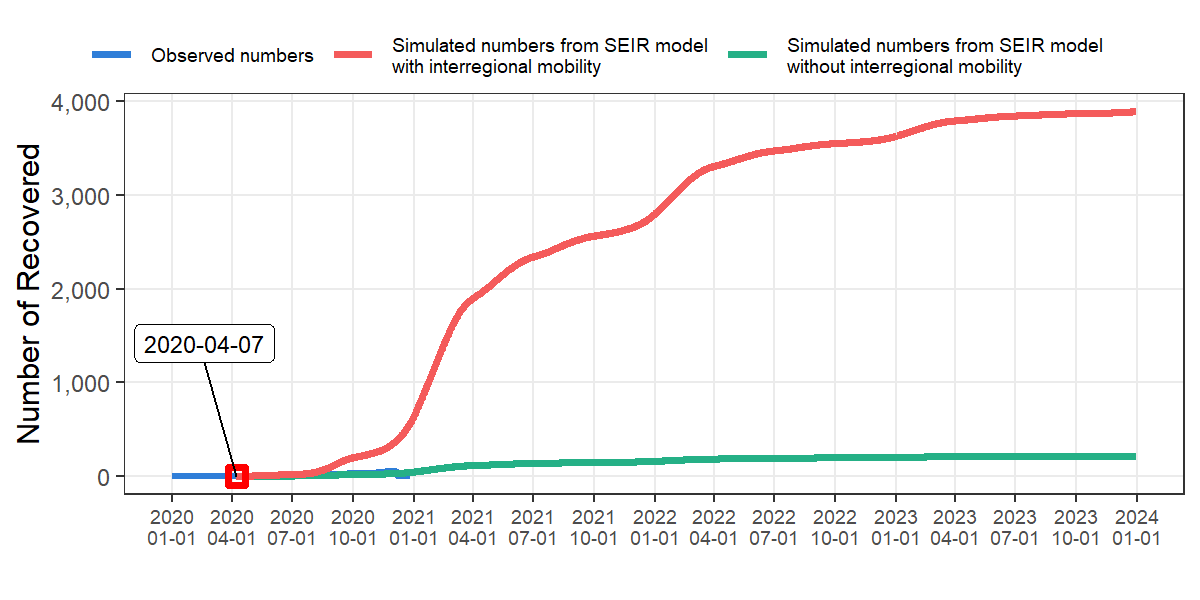 Observed numbers
Simulated numbers from SEIR model
with interregional mobility
Simulated numbers from SEIR model
without interregional mobility
Number of Recovered
4,000
3,000
2,000
1,000
0
2020-04-07
2020 2020 2020 2020 2021 2021 2021 2021 2022 2022 2022 2022 2023 2023 2023 2023 2024
01-01 04-01 07-01 10-01 01-01 04-01 07-01 10-01 01-01 04-01 07-01 10-01 01-01 04-01 07-01 10-01 01-01